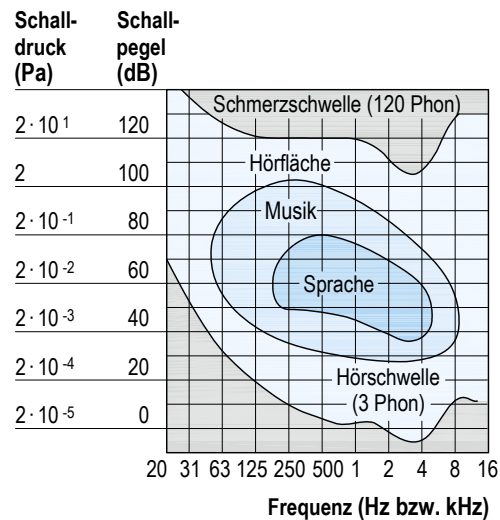 Schall-
druck
(Pa)
Schall-
pegel
(dB)
2 · 10 1
120
2
100
2 · 10 -1
80
2 · 10 -2
60
2 · 10 -3
40
2 · 10 -4
20
2 · 10 -5
0
Schmerzschwelle (120 Phon)
Hörfläche
Musik
Sprache
Hörschwelle
(3 Phon)
20 31 63 125 250 500 1 2 4 8 16
Frequenz (Hz bzw. kHz)